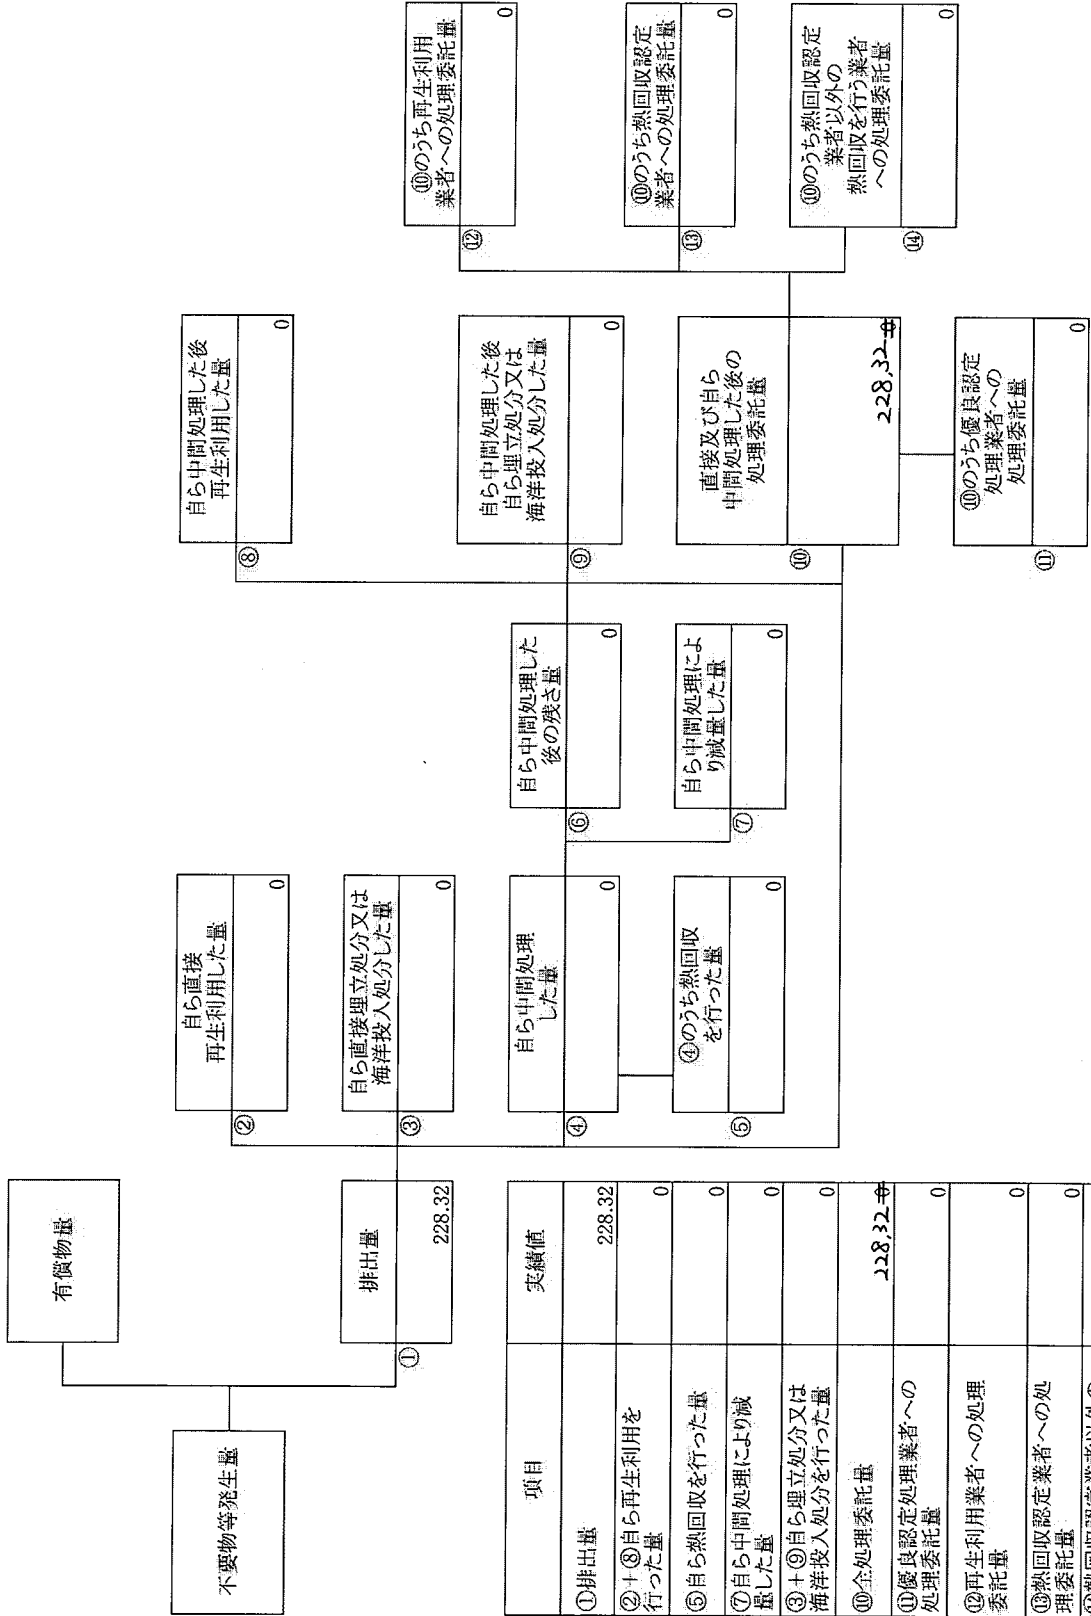 有償物量
不要物等発生量
排出量
①
228.32
自ら直接
再生利用した量
②
0
自ら直接埋立処分又は
海洋投入処分した量
③
0
自ら中間処理
した量
④
0
④のうち熱回収
を行った量
⑤
0
自ら中間処理した
後の残さ量
⑥
0
自ら中間処理によ
り減量した量
⑦
0
自ら中間処理した後
再生利用した量
⑧
0
自ら中間処理した後
自ら埋立処分又は
海洋投入処分した量
⑨
0
直接及び自ら
中間処理した後の
処理委託量
⑩
228.32 0
⑩のうち優良認定
処理業者への
処理委託量
⑪
0
⑩のうち再生利用
業者への処理委託量
⑫
0
⑩のうち熱回収認定
業者への処理委託量
⑬
0
⑩のうち熱回収認定
業者以外の
熱回収を行う業者
への処理委託量
⑭
0
項目 実績値
①排出量 228.32
②+⑧自ら再生利用を
行った量 0
⑤自ら熱回収を行った量 0
⑦自ら中間処理により減
量した量 0
③+⑨自ら埋立処分又は
海洋投入処分を行った量 0
⑩全処理委託量 228.32 0
⑪優良認定処理業者への
処理委託量 0
⑫再生利用業者への処理
委託量 0
⑬熱回収認定業者への処
理委託量 0